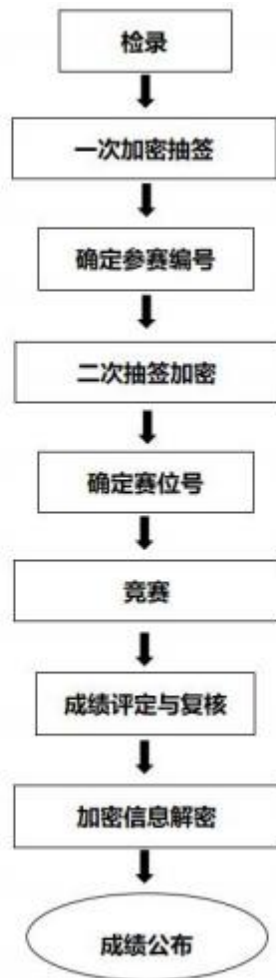 检录
一次加密抽签
确定参赛编号
二次抽签加密
确定赛位号
竞赛
成绩评定与复核
加密信息解密
成绩公布